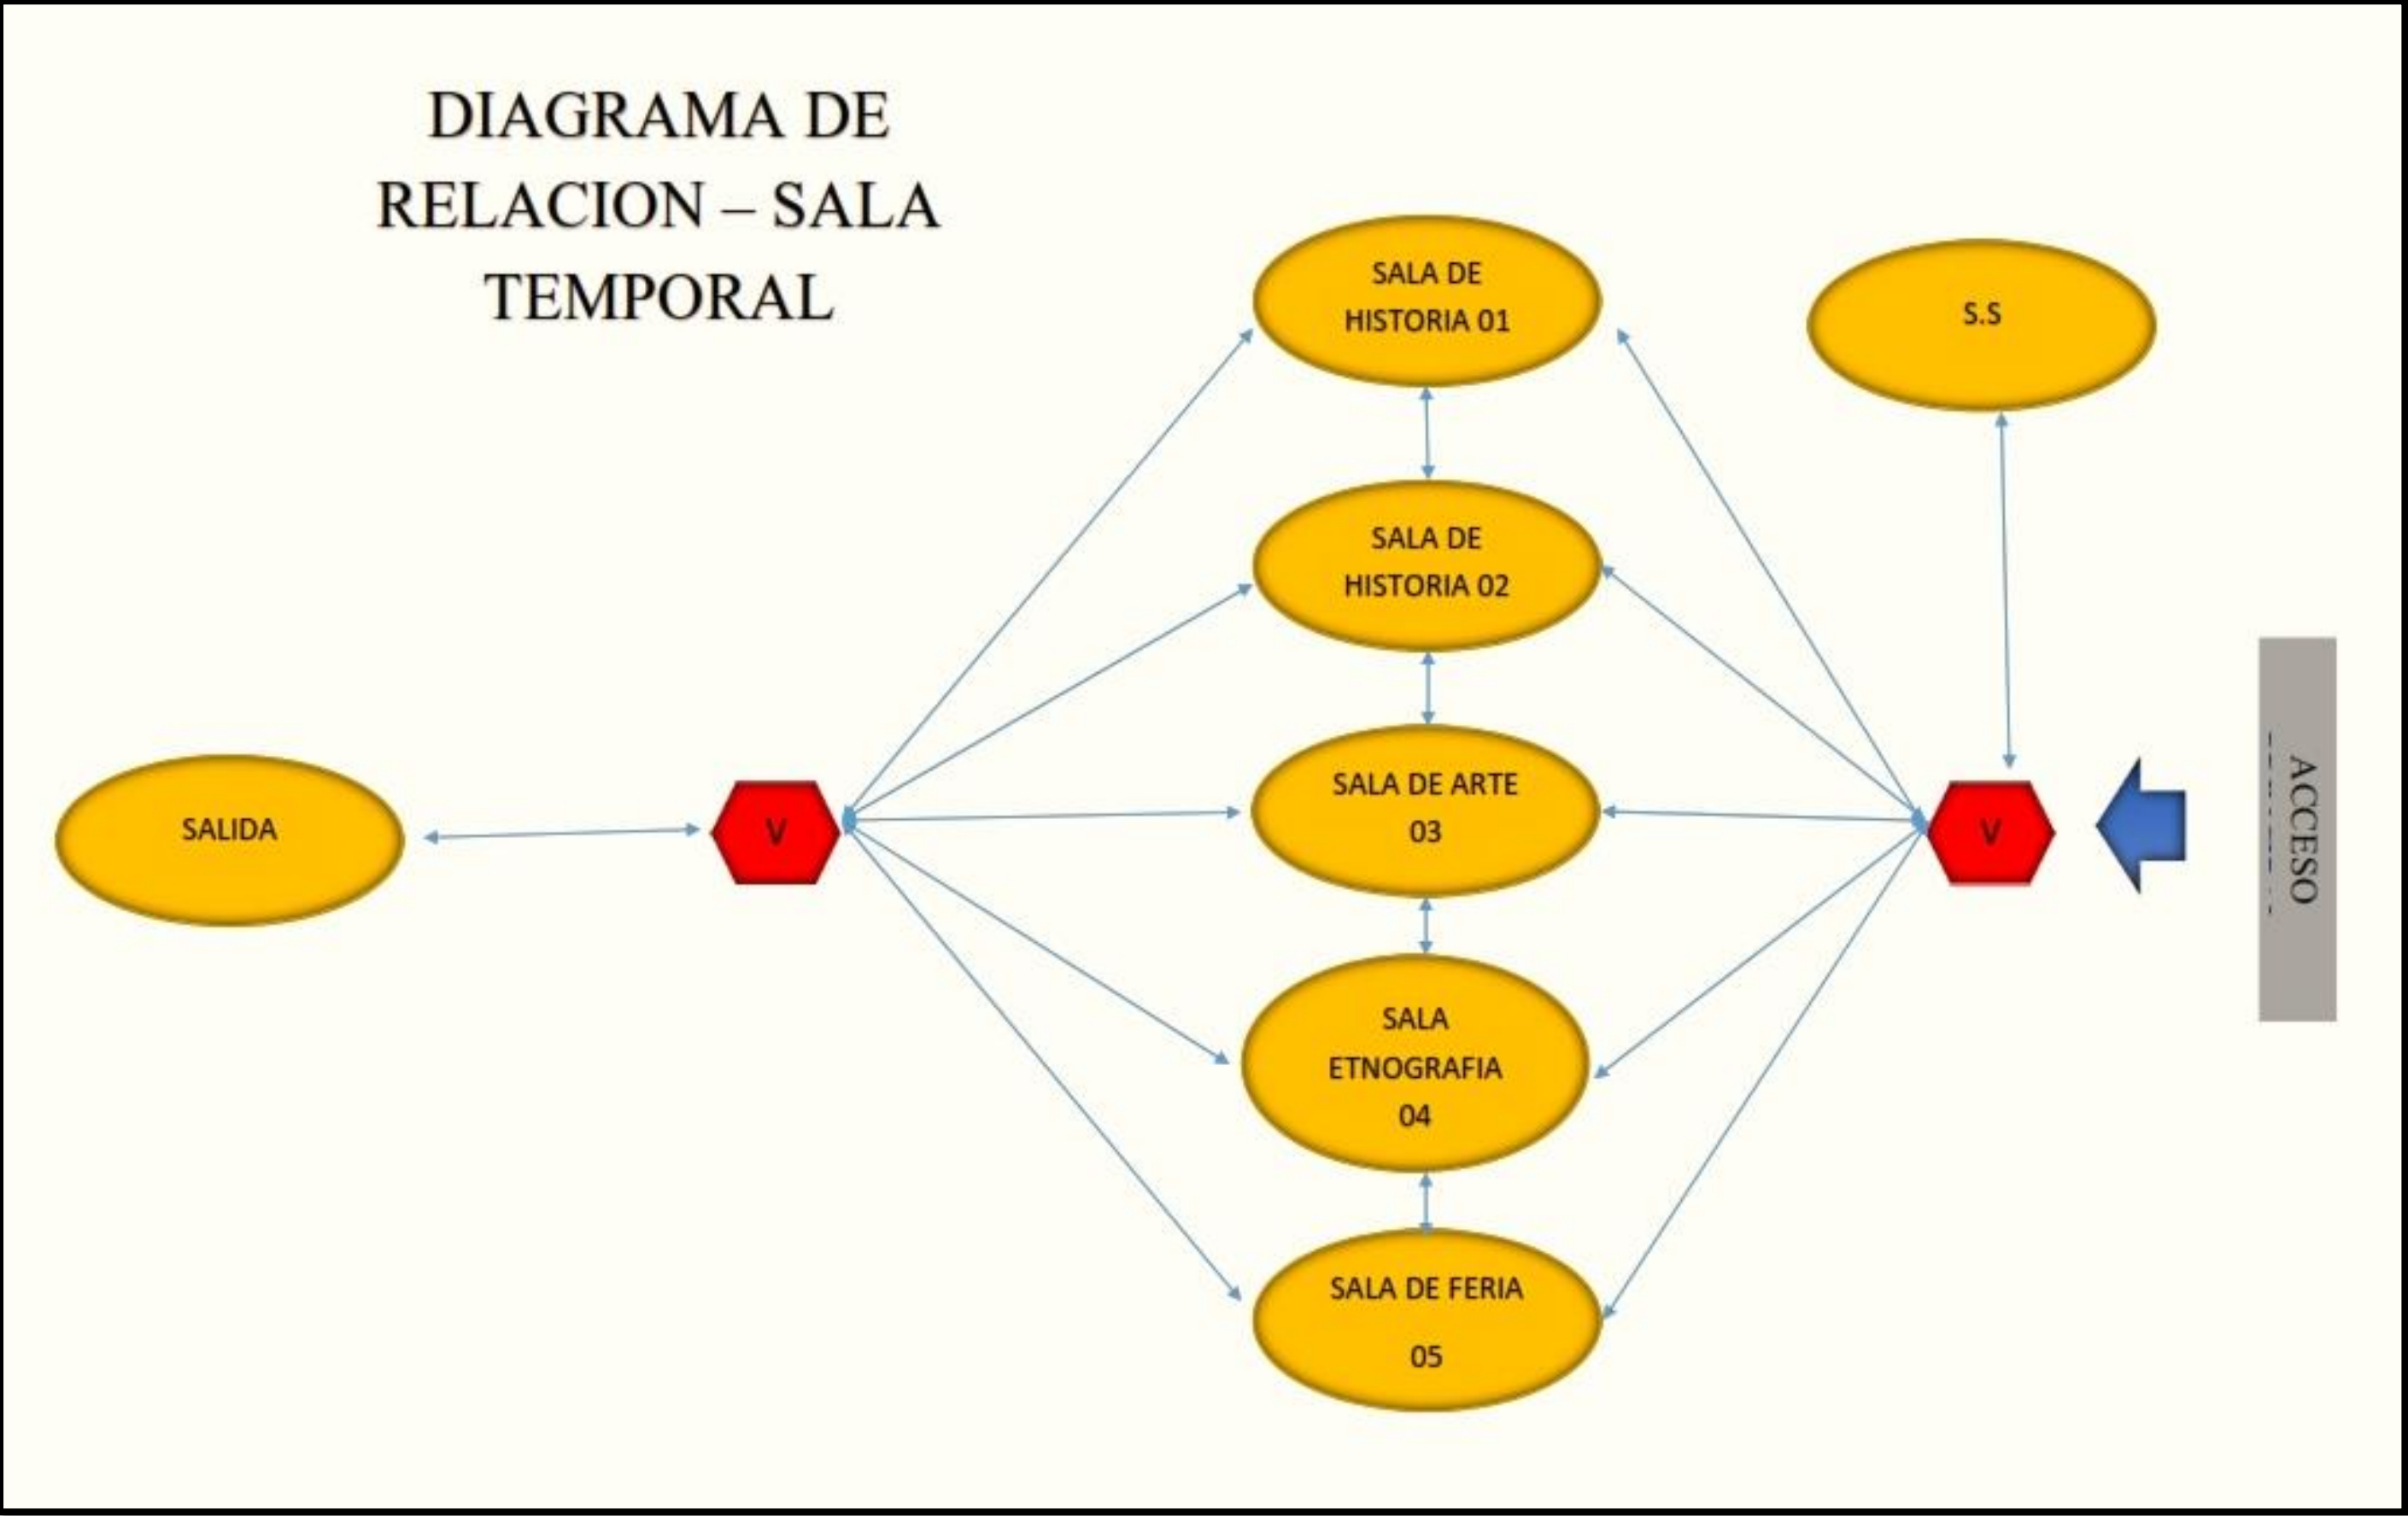 DIAGRAMA DE
RELACION – SALA
TEMPORAL
SALA DE
HISTORIA 01
S.S
SALA DE
HISTORIA 02
SALIDA
V
SALA DE ARTE
03
V
ACCESO
SALA
ETNOGRAFIA
04
SALA DE FERIA
05